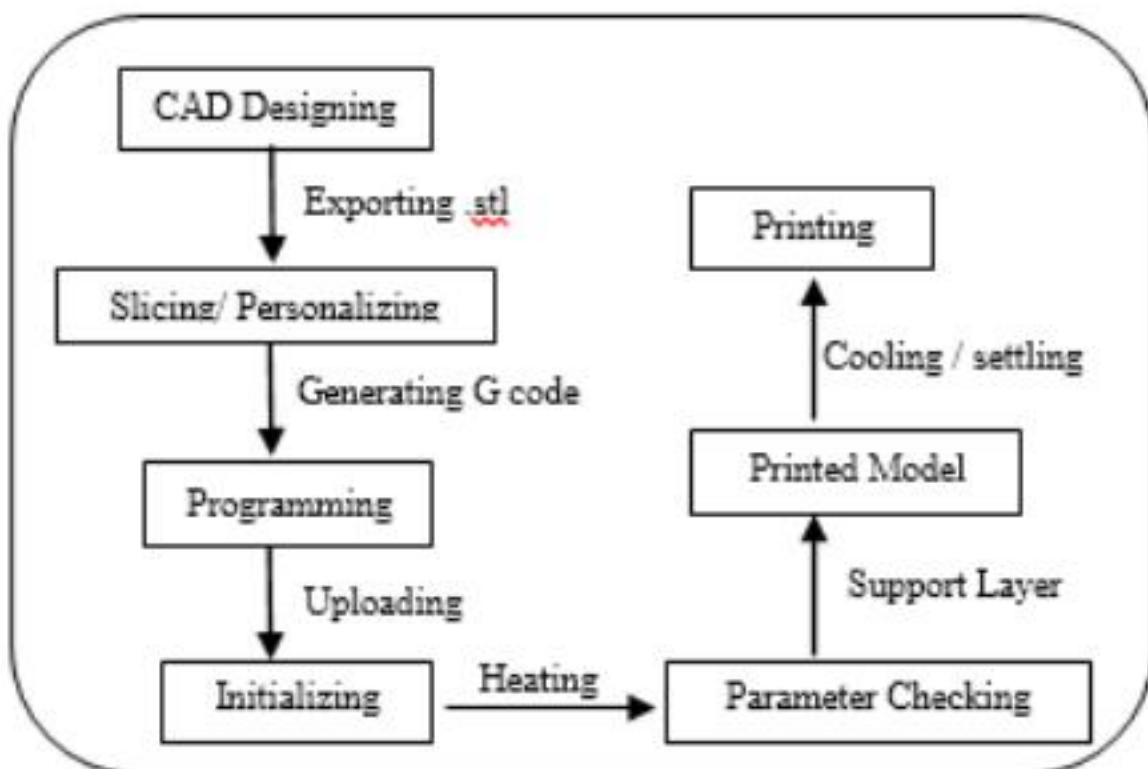 CAD Designing
Exporting .stl
Slicing/ Personalizing
Generating G code
Programming
Uploading
Initializing
Heating
Parameter Checking
Support Layer
Printed Model
Cooling / settling
Printing